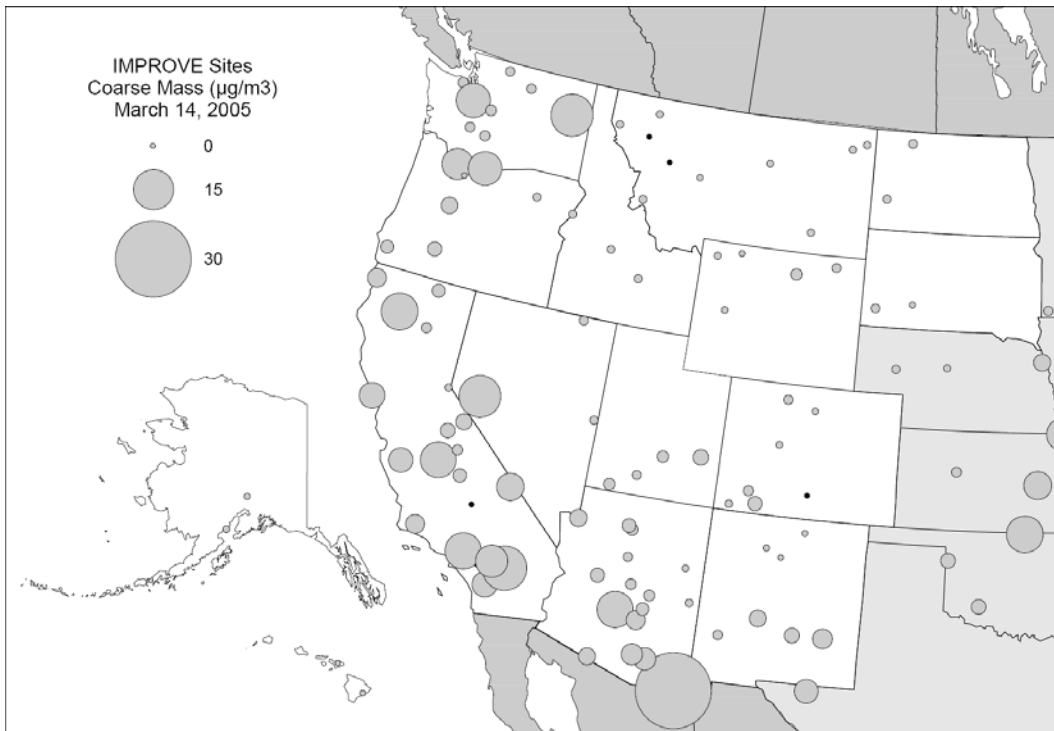 IMPROVE Sites
Coarse Mass (µg/m3)
March 14, 2005
0
15
30